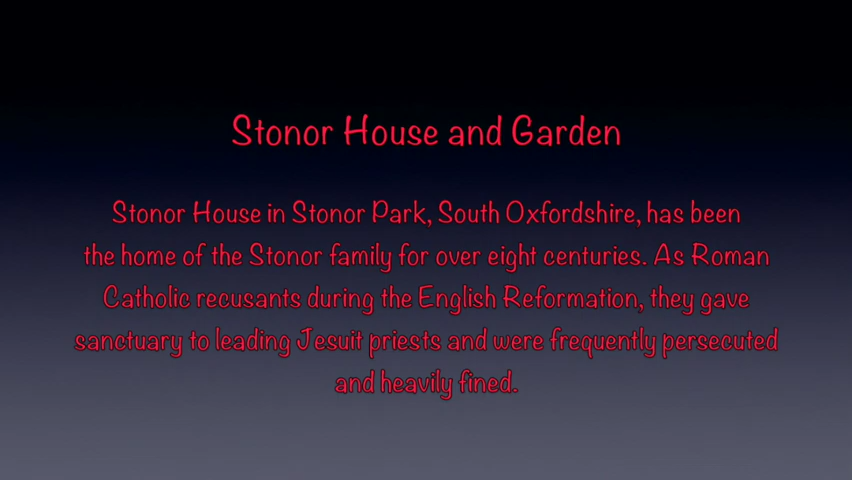 Stonor House and Garden
Stonor House in Stonor Park, South Oxfordshire, has been
the home of the Stonor family for over eight centuries. As Roman
Catholic recusants during the English Reformation, they gave
sanctuary to leading Jesuit priests and were frequently persecuted
and heavily fined.